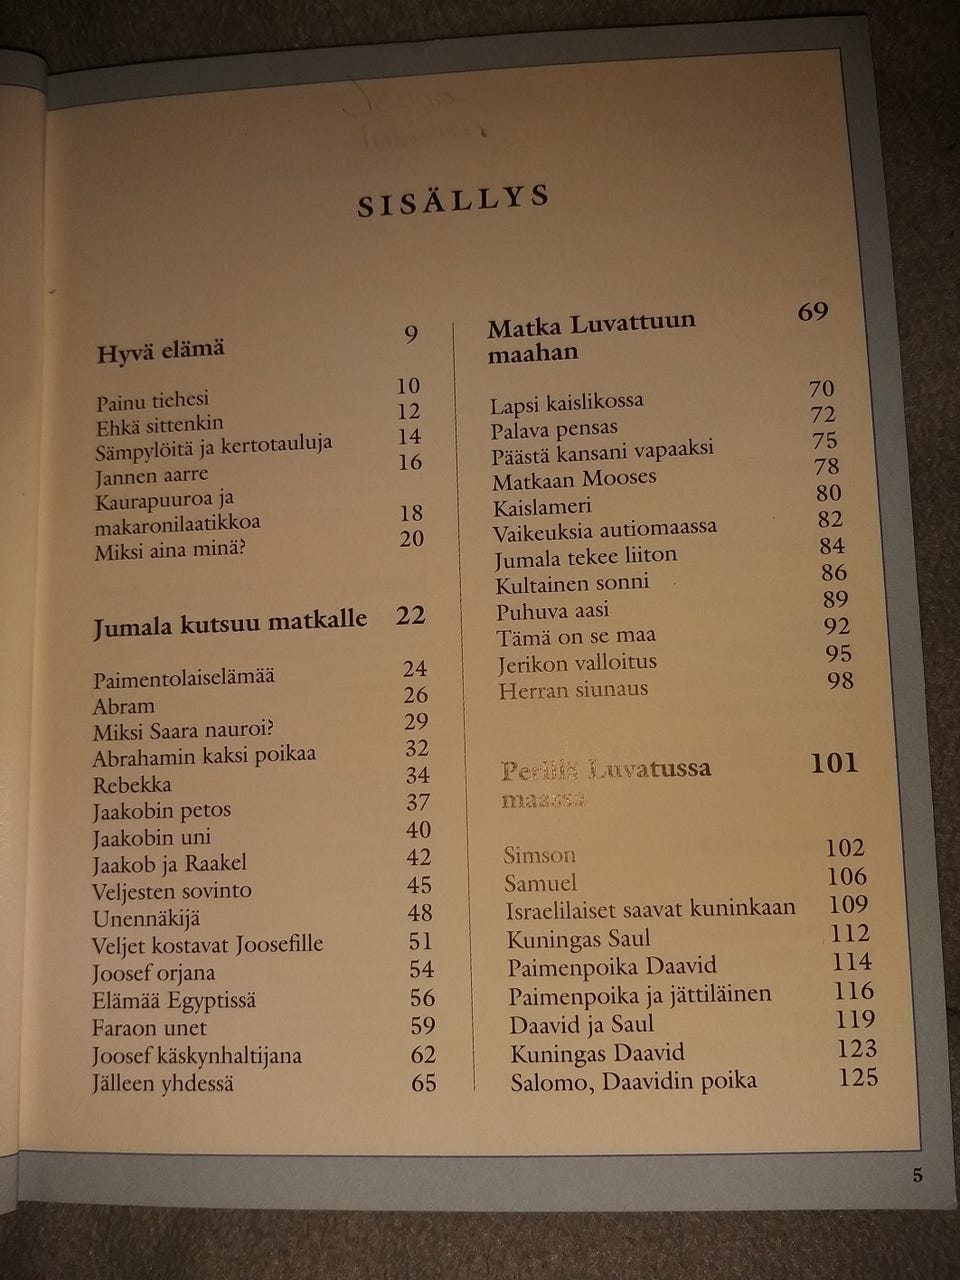 SISÄLLYS
Hyvä elämä 9
Painu tiehesi 10
Ehkä sittenkin 12
Sämpylöitä ja kertotauluja 14
Jannen aarre 16
Kaurapuuroa ja
makaronilaatikkoa 18
Miksi aina minä? 20
Jumala kutsuu matkalle 22
Paimentolaiselämää 24
Abram 26
Miksi Saara nauroi? 29
Abrahamin kaksi poikaa 32
Rebekka 34
Jaakobin petos 37
Jaakobin uni 40
Jaakob ja Raakel 42
Veljesten sovinto 45
Unennäkijä 48
Veljet kostavat Joosefille 51
Joosef orjana 54
Elämää Egyptissä 56
Faraon unet 59
Joosef käskynhaltijana 62
Jälleen yhdessä 65
Matka Luvattuun 69
maahan
Lapsi kaislikossa 70
Palava pensas 72
Päästä kansani vapaaksi 75
Matkaan Mooses 78
Kaislameri 80
Vaikeuksia autiomaassa 82
Jumala tekee liiton 84
Kultainen sonni 86
Puhuva aasi 89
Tämä on se maa 92
Jerikon valloitus 95
Herran siunaus 98
Perillä Luvatussa 101
maassa
Simson 102
Samuel 106
Israelilaiset saavat kuninkaan 109
Kuningas Saul 112
Paimenpoika Daavid 114
Paimenpoika ja jättiläinen 116
Daavid ja Saul 119
Kuningas Daavid 123
Salomo, Daavidin poika 125
5